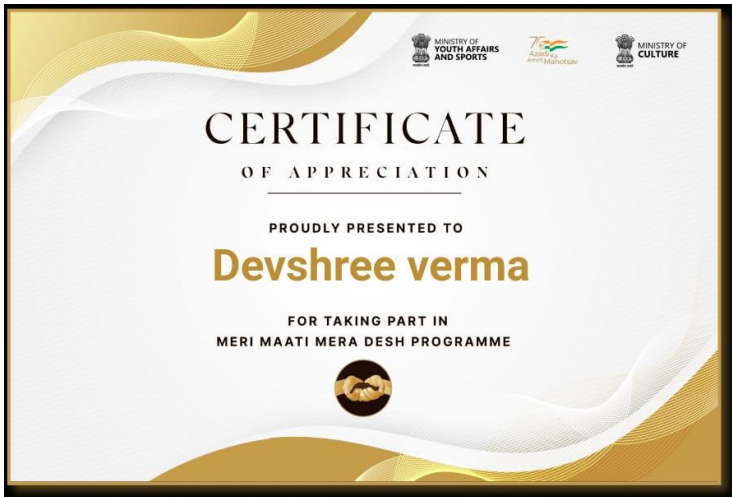 MINISTRY OF
YOUTH AFFAIRS
AND SPORTS
Azadi Ka
Amrit Mahotsav
MINISTRY OF
CULTURE
CERTIFICATE
OF APPRECIATION
PROUDLY PRESENTED TO
Devshree verma
FOR TAKING PART IN
MERI MAATI MERA DESH PROGRAMME